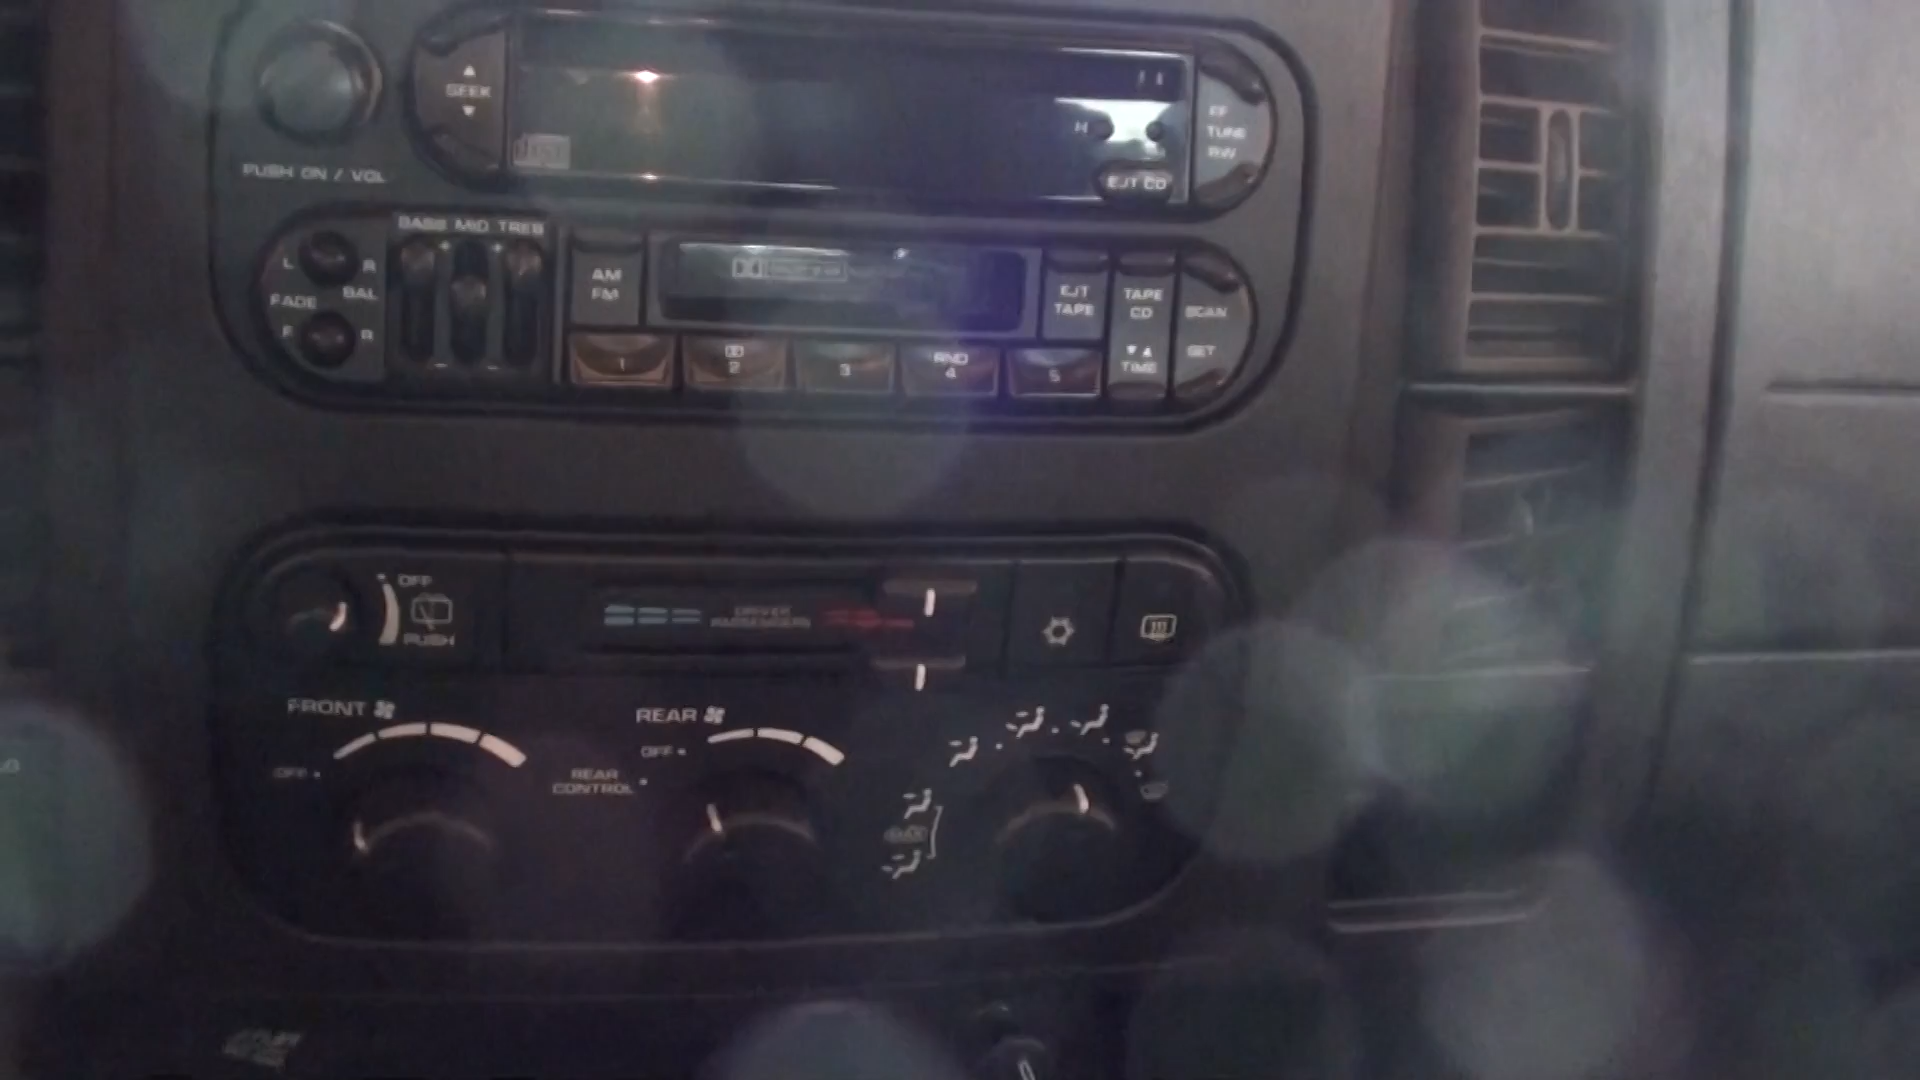 SEEK
FF
TUNE
RW
disc
EJT CD
PUSH ON / VOL
BASS MID TREB
L R
BAL
FADE
F R
AM
FM
EJT
TAPE
TAPE
CD
TIME
SCAN
SET
1
2
3
RND
4
5
OFF
PUSH
DRIVER
PASSENGERS
FRONT
OFF
REAR
OFF
REAR
CONTROL